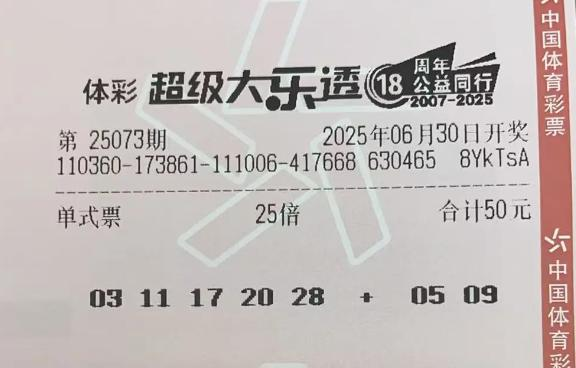 体彩 超级大乐透 18 周年
公益同行
2007-2025
第 25073期 2025年06月30日开奖
110360-173861-111006-417668 630465 8YkTsA
单式票 25倍 合计50元
03 11 17 20 28 + 05 09
中国体育彩票
中国体育彩